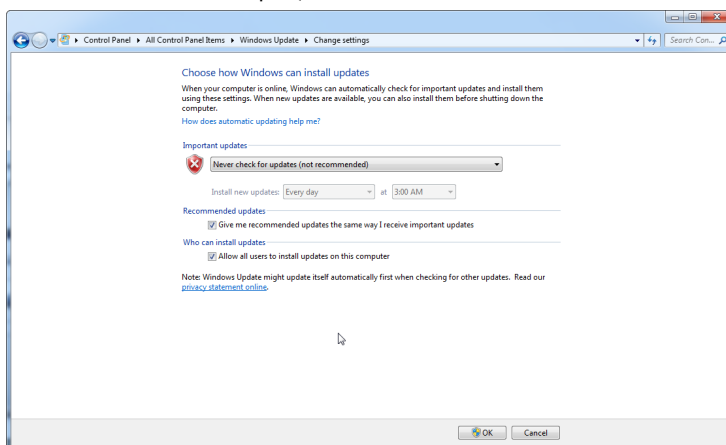 Control Panel ▸ All Control Panel Items ▸ Windows Update ▸ Change settings
Search Con...
Choose how Windows can install updates
When your computer is online, Windows can automatically check for important updates and install them
using these settings. When new updates are available, you can also install them before shutting down the
computer.
How does automatic updating help me?
Important updates
Never check for updates (not recommended)
Install new updates: Every day at 3:00 AM
Recommended updates
Give me recommended updates the same way I receive important updates
Who can install updates
Allow all users to install updates on this computer
Note: Windows Update might update itself automatically first when checking for other updates. Read our
privacy statement online.
OK Cancel